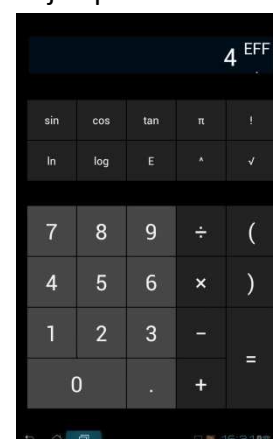 4 EFF
sin cos tan π !
ln log E ^ √
7 8 9 ÷ (
4 5 6 × )
1 2 3 − =
0 . +